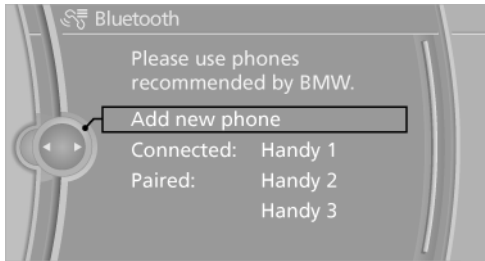 Bluetooth
Please use phones
recommended by BMW.
Add new phone
Connected: Handy 1
Paired: Handy 2
Handy 3